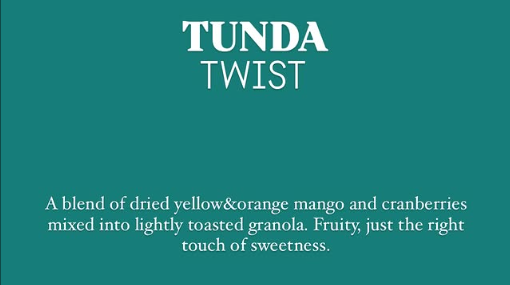 TUNDA
TWIST
A blend of dried yellow&orange mango and cranberries
mixed into lightly toasted granola. Fruity, just the right
touch of sweetness.